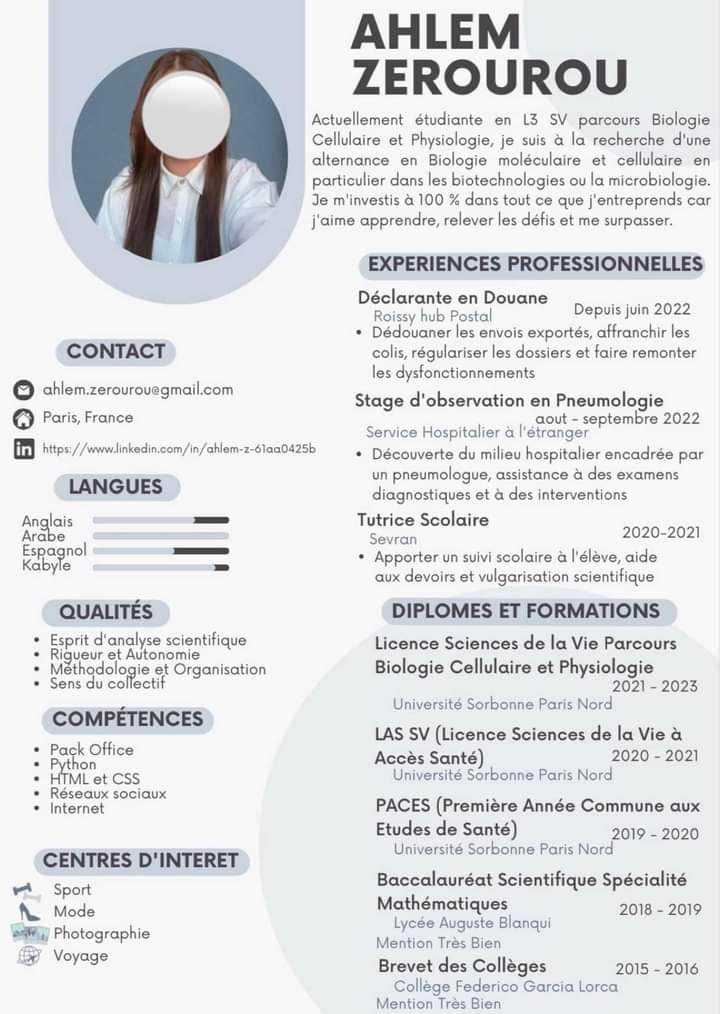 AHLEM
ZEROUROU
Actuellement étudiante en L3 SV parcours Biologie
Cellulaire et Physiologie, je suis à la recherche d'une
alternance en Biologie moléculaire et cellulaire en
particulier dans les biotechnologies ou la microbiologie.
Je m'investis à 100 % dans tout ce que j'entreprends car
j'aime apprendre, relever les défis et me surpasser.
CONTACT
ahlem.zerourou@gmail.com
Paris, France
https://www.linkedin.com/in/ahlem-z-61aa0425b
LANGUES
Anglais
Arabe
Espagnol
Kabyle
QUALITÉS
• Esprit d'analyse scientifique
• Rigueur et Autonomie
• Méthodologie et Organisation
• Sens du collectif
COMPÉTENCES
• Pack Office
• Python
• HTML et CSS
• Réseaux sociaux
• Internet
CENTRES D'INTERET
Sport
Mode
Photographie
Voyage
EXPERIENCES PROFESSIONNELLES
Déclarante en Douane
Depuis juin 2022
Roissy hub Postal
• Dédouaner les envois exportés, affranchir les
colis, régulariser les dossiers et faire remonter
les dysfonctionnements
Stage d'observation en Pneumologie
aout - septembre 2022
Service Hospitalier à l'étranger
• Découverte du milieu hospitalier encadrée par
un pneumologue, assistance à des examens
diagnostiques et à des interventions
Tutrice Scolaire
2020-2021
Sevran
• Apporter un suivi scolaire à l'élève, aide
aux devoirs et vulgarisation scientifique
DIPLOMES ET FORMATIONS
Licence Sciences de la Vie Parcours
Biologie Cellulaire et Physiologie
2021 - 2023
Université Sorbonne Paris Nord
LAS SV (Licence Sciences de la Vie à
Accès Santé)
2020 - 2021
Université Sorbonne Paris Nord
PACES (Première Année Commune aux
Etudes de Santé)
2019 - 2020
Université Sorbonne Paris Nord
Baccalauréat Scientifique Spécialité
Mathématiques
2018 - 2019
Lycée Auguste Blanqui
Mention Très Bien
Brevet des Collèges
2015 - 2016
Collège Federico Garcia Lorca
Mention Très Bien